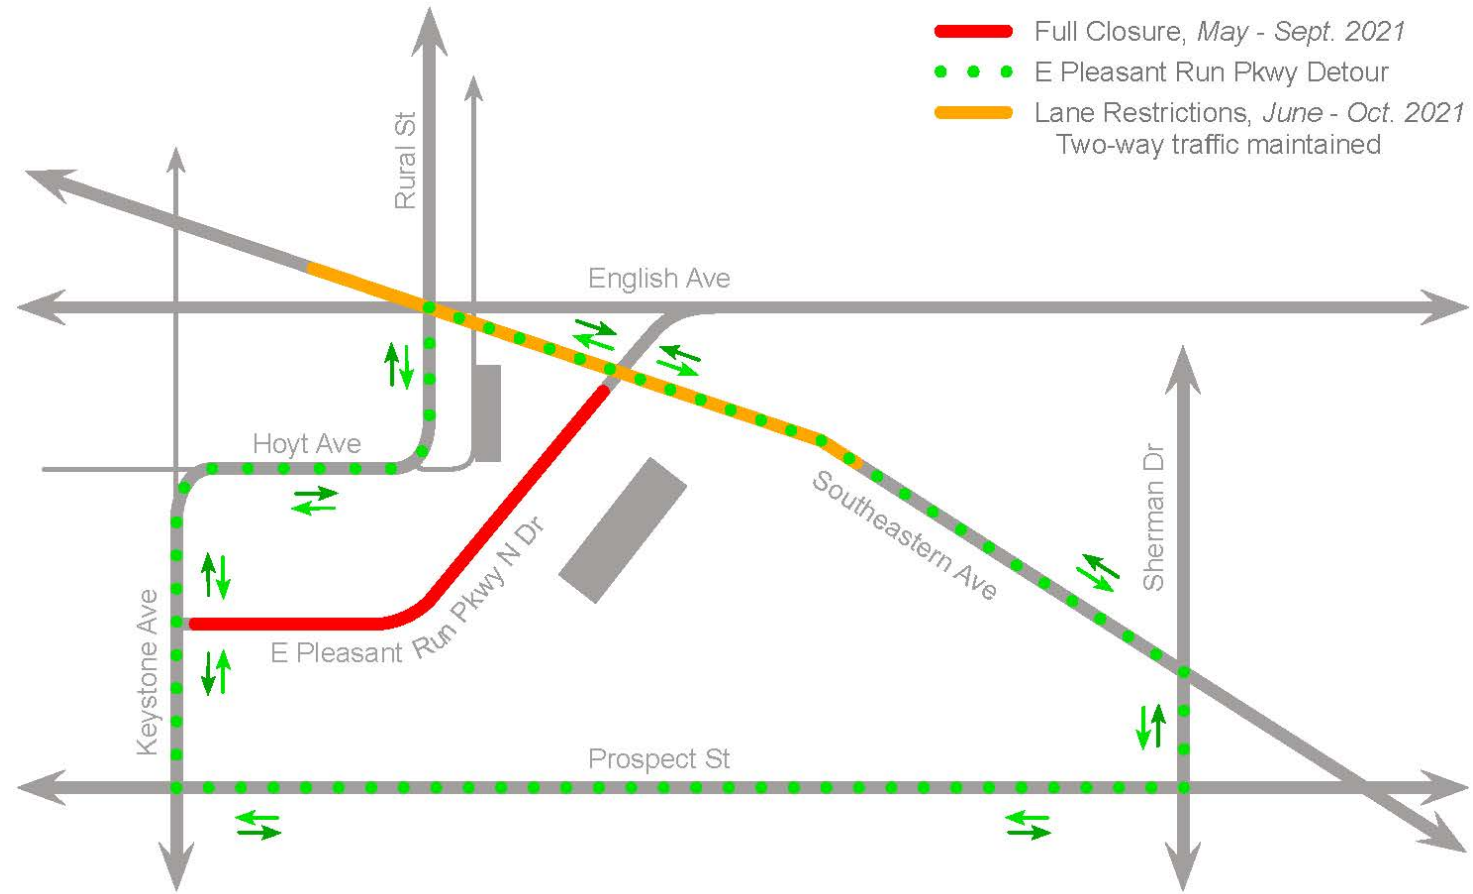 Full Closure, May - Sept. 2021
E Pleasant Run Pkwy Detour
Lane Restrictions, June - Oct. 2021
Two-way traffic maintained
Rural St
English Ave
Hoyt Ave
Southeastern Ave
Sherman Dr
E Pleasant Run Pkwy N Dr
Keystone Ave
Prospect St